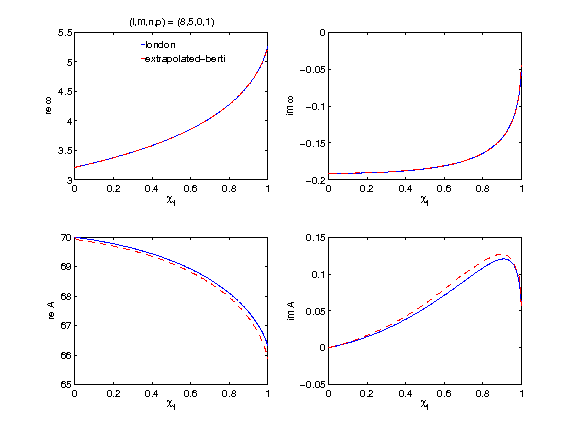 (l,m,n,p) = (8,5,0,1)
london
extrapolated−berti
re ω
5.5
5
4.5
4
3.5
3
0 0.2 0.4 0.6 0.8 1
χf
im ω
0
−0.05
−0.1
−0.15
−0.2
0 0.2 0.4 0.6 0.8 1
χf
re A
70
69
68
67
66
65
0 0.2 0.4 0.6 0.8 1
χf
im A
0.15
0.1
0.05
0
−0.05
0 0.2 0.4 0.6 0.8 1
χf